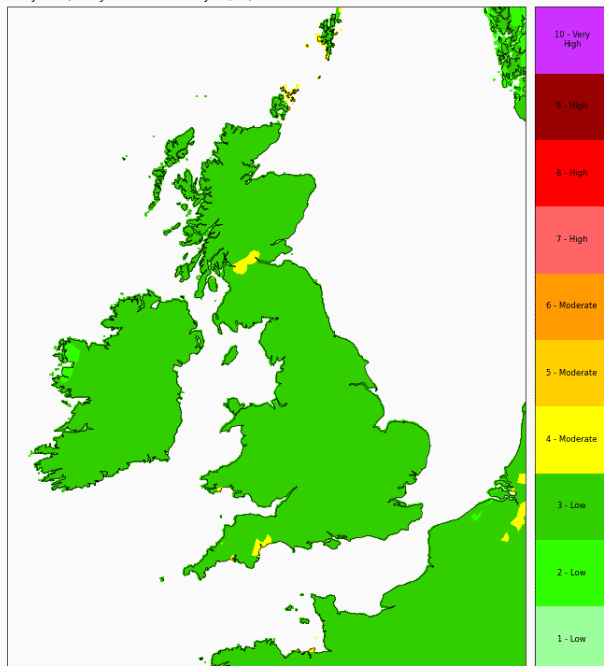 10 - Very
High
9 - High
8 - High
7 - High
6 - Moderate
5 - Moderate
4 - Moderate
3 - Low
2 - Low
1 - Low